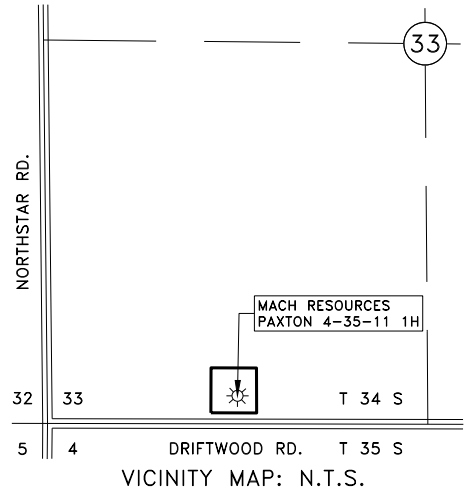 33
NORTHSTAR RD.
MACH RESOURCES
PAXTON 4-35-11 1H
32 33 T 34 S
5 4 DRIFTWOOD RD. T 35 S
VICINITY MAP: N.T.S.